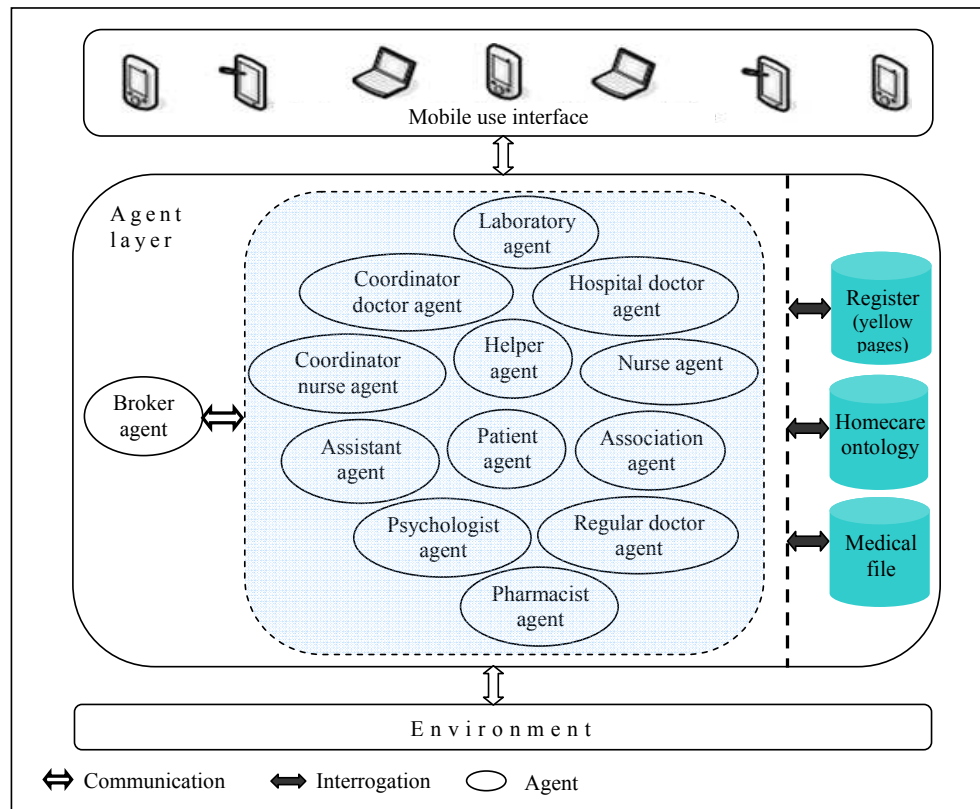 Mobile use interface
Agent
layer
Laboratory
agent
Coordinator
doctor agent
Hospital doctor
agent
Helper
agent
Coordinator
nurse agent
Nurse agent
Broker
agent
Assistant
agent
Patient
agent
Association
agent
Psychologist
agent
Regular doctor
agent
Pharmacist
agent
Register
(yellow
pages)
Homecare
ontology
Medical
file
Environment
Communication
Interrogation
Agent